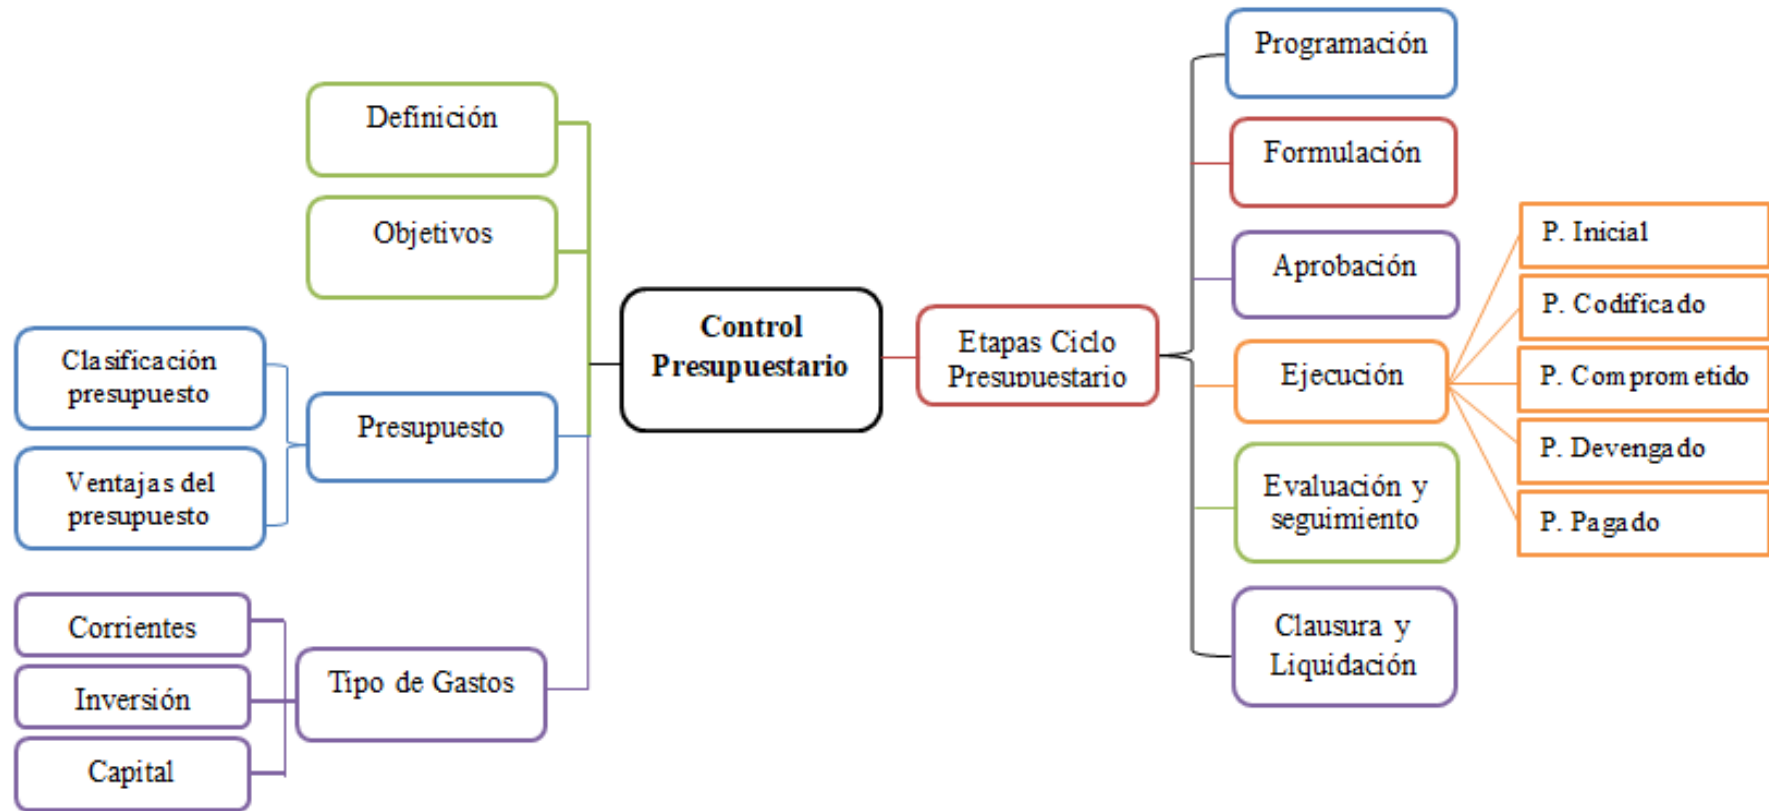 Definición
Objetivos
Clasificación
presupuesto
Ventajas del
presupuesto
Presupuesto
Corrientes
Inversión
Capital
Tipo de Gastos
Control
Presupuestario
Etapas Ciclo
Presupuestario
Programación
Formulación
Aprobación
Ejecución
Evaluación y
seguimiento
Clausura y
Liquidación
P. Inicial
P. Codificado
P. Comprometido
P. Devengado
P. Pagado